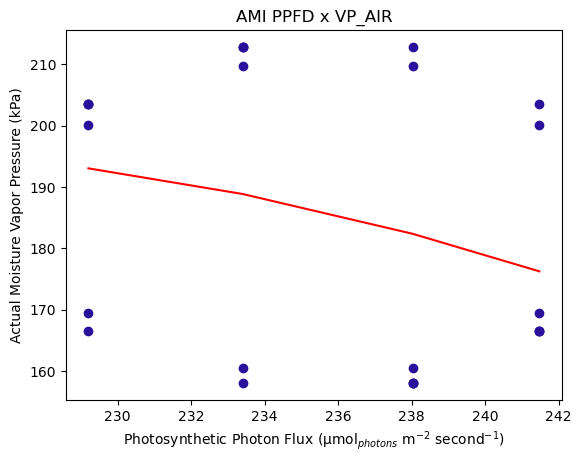 AMI PPFD x VP_AIR
Actual Moisture Vapor Pressure (kPa)
210
200
190
180
170
160
230 232 234 236 238 240 242
Photosynthetic Photon Flux (μmol_photons m⁻² second⁻¹)